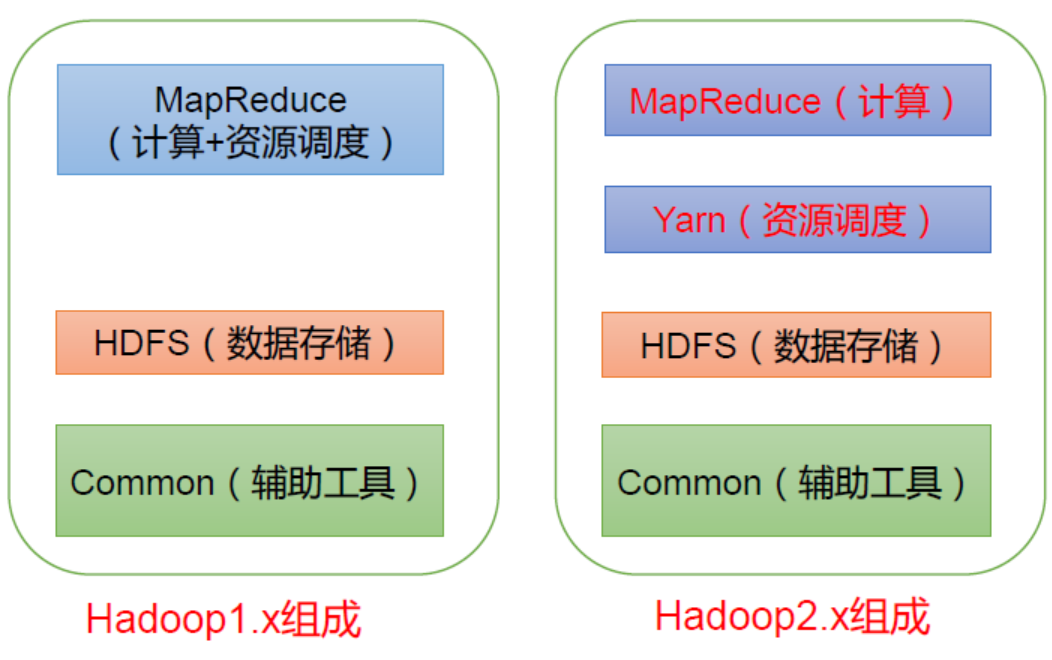 MapReduce
（计算+资源调度）
HDFS（数据存储）
Common（辅助工具）
Hadoop1.x组成
MapReduce（计算）
Yarn（资源调度）
HDFS（数据存储）
Common（辅助工具）
Hadoop2.x组成